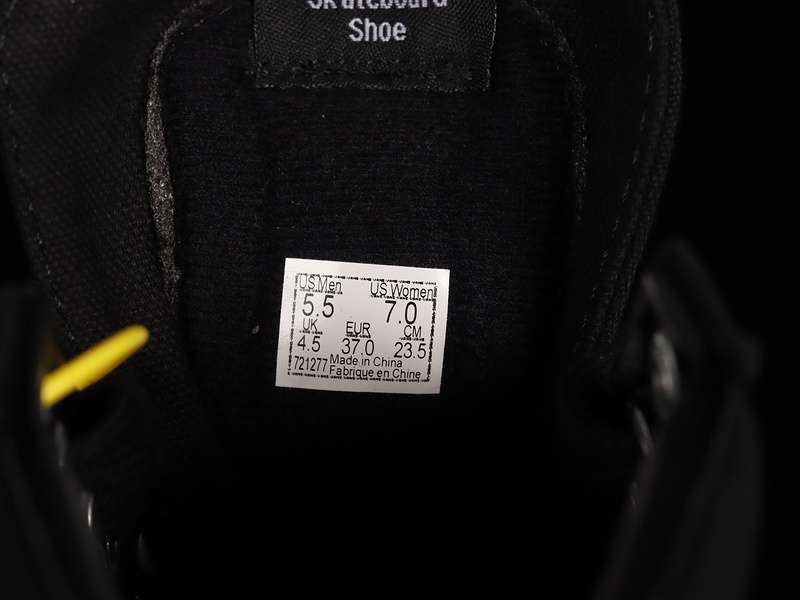 Skateboard
Shoe
US Men US Women
5.5 7.0
UK EUR CM
4.5 37.0 23.5
721277 Made in China
Fabrique en Chine